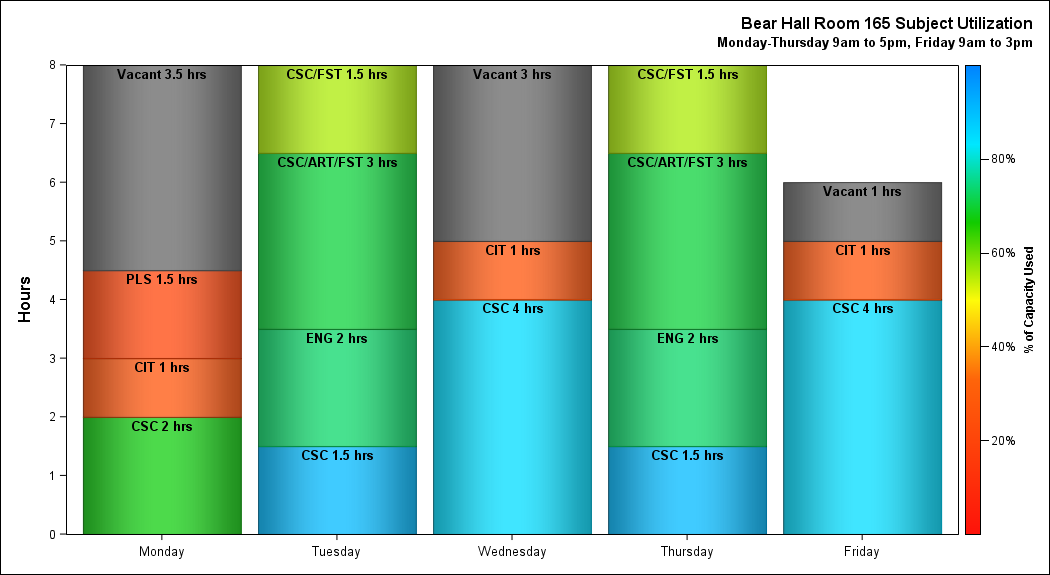 Bear Hall Room 165 Subject Utilization
Monday-Thursday 9am to 5pm, Friday 9am to 3pm
Hours
8
7
6
5
4
3
2
1
0
Vacant 3.5 hrs
PLS 1.5 hrs
CIT 1 hrs
CSC 2 hrs
CSC/FST 1.5 hrs
CSC/ART/FST 3 hrs
ENG 2 hrs
CSC 1.5 hrs
Vacant 3 hrs
CIT 1 hrs
CSC 4 hrs
CSC/FST 1.5 hrs
CSC/ART/FST 3 hrs
ENG 2 hrs
CSC 1.5 hrs
Vacant 1 hrs
CIT 1 hrs
CSC 4 hrs
Monday
Tuesday
Wednesday
Thursday
Friday
80%
60%
40%
20%
% of Capacity Used